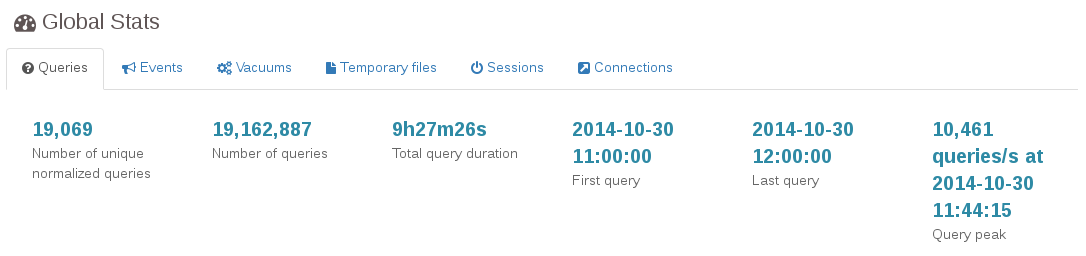 Global Stats
Queries Events Vacuums Temporary files Sessions Connections
19,069
Number of unique
normalized queries
19,162,887
Number of queries
9h27m26s
Total query duration
2014-10-30
11:00:00
First query
2014-10-30
12:00:00
Last query
10,461
queries/s at
2014-10-30
11:44:15
Query peak